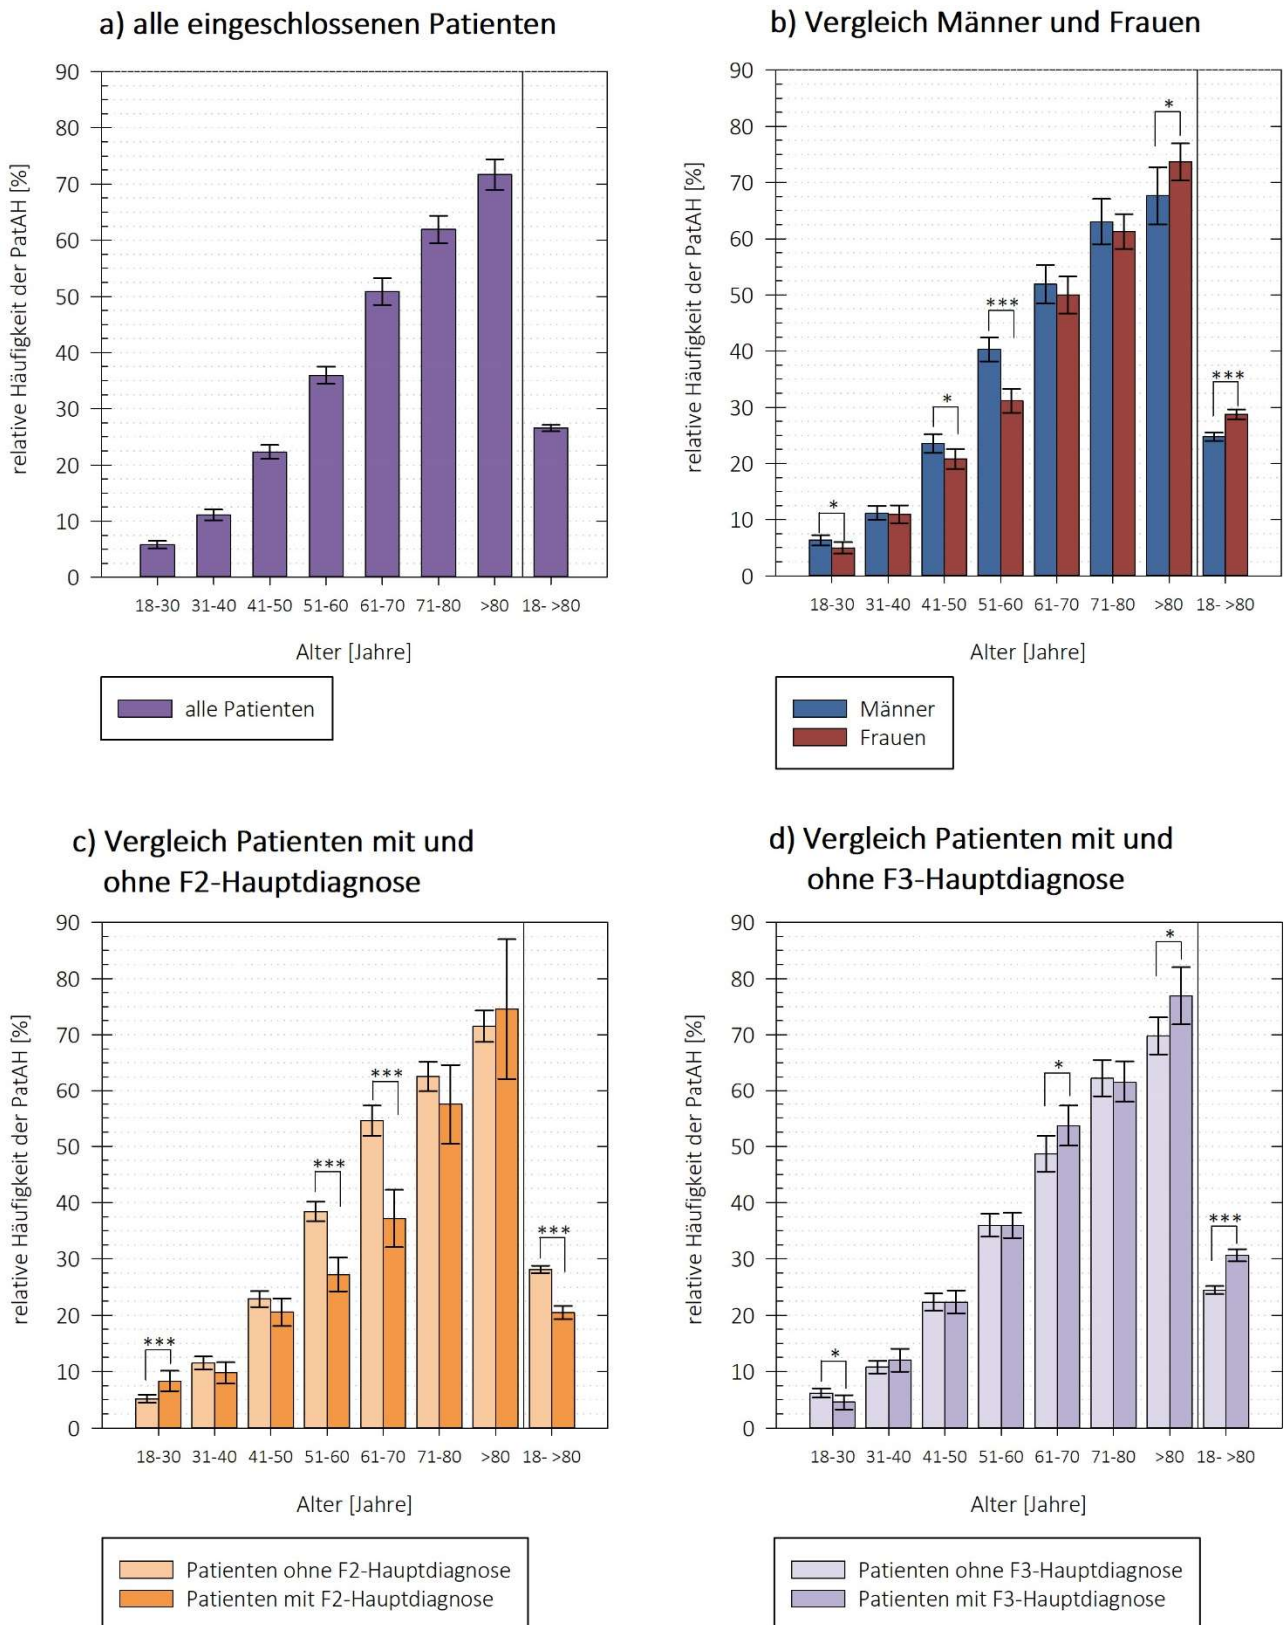 a) alle eingeschlossenen Patienten
relative Häufigkeit der PatAH [%]
90
80
70
60
50
40
30
20
10
0
18-30 31-40 41-50 51-60 61-70 71-80 >80 18- >80
Alter [Jahre]
alle Patienten
b) Vergleich Männer und Frauen
relative Häufigkeit der PatAH [%]
90
80
70
60
50
40
30
20
10
0
*
*
***
*
***
18-30 31-40 41-50 51-60 61-70 71-80 >80 18- >80
Alter [Jahre]
Männer
Frauen
c) Vergleich Patienten mit und
ohne F2-Hauptdiagnose
relative Häufigkeit der PatAH [%]
90
80
70
60
50
40
30
20
10
0
***
***
***
***
18-30 31-40 41-50 51-60 61-70 71-80 >80 18- >80
Alter [Jahre]
Patienten ohne F2-Hauptdiagnose
Patienten mit F2-Hauptdiagnose
d) Vergleich Patienten mit und
ohne F3-Hauptdiagnose
relative Häufigkeit der PatAH [%]
90
80
70
60
50
40
30
20
10
0
*
*
*
***
18-30 31-40 41-50 51-60 61-70 71-80 >80 18- >80
Alter [Jahre]
Patienten ohne F3-Hauptdiagnose
Patienten mit F3-Hauptdiagnose